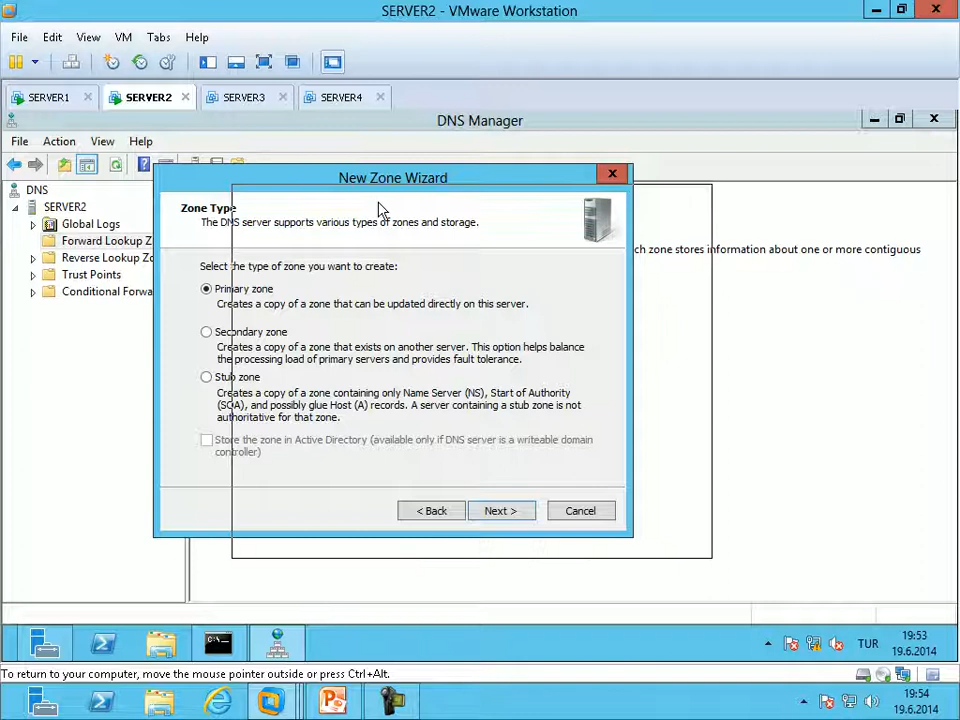 SERVER2 - VMware Workstation
File Edit View VM Tabs Help
SERVER1 SERVER2 SERVER3 SERVER4
DNS Manager
File Action View Help
DNS
SERVER2
Global Logs
Forward Lookup Z
Reverse Lookup Zo
Trust Points
Conditional Forwa
ch zone stores information about one or more contiguous
New Zone Wizard
Zone Type
The DNS server supports various types of zones and storage.
Select the type of zone you want to create:
Primary zone
Creates a copy of a zone that can be updated directly on this server.
Secondary zone
Creates a copy of a zone that exists on another server. This option helps balance
the processing load of primary servers and provides fault tolerance.
Stub zone
Creates a copy of a zone containing only Name Server (NS), Start of Authority
(SOA), and possibly glue Host (A) records. A server containing a stub zone is not
authoritative for that zone.
Store the zone in Active Directory (available only if DNS server is a writeable domain
controller)
< Back Next > Cancel
TUR
19:53
19.6.2014
To return to your computer, move the mouse pointer outside or press Ctrl+Alt.
19:54
19.6.2014